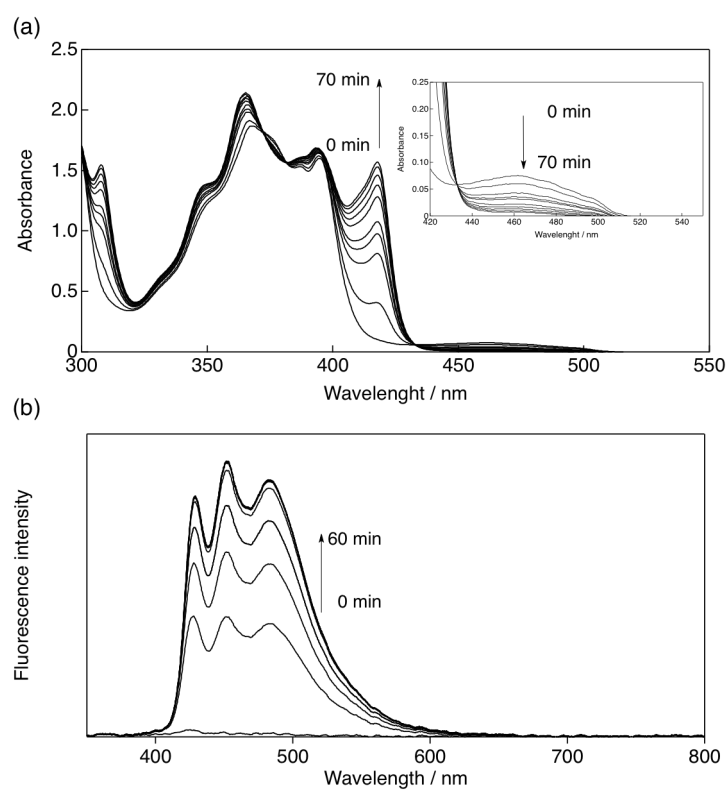 (a)
2.5
2.0
1.5
1.0
0.5
0
Absorbance
300 350 400 450 500 550
Wavelenght / nm
70 min
0 min
0.25
0.20
0.15
0.10
0.05
0
Absorbance
420 440 460 480 500 520 540
Wavelenght / nm
0 min
70 min
(b)
Fluorescence intensity
60 min
0 min
400 500 600 700 800
Wavelength / nm